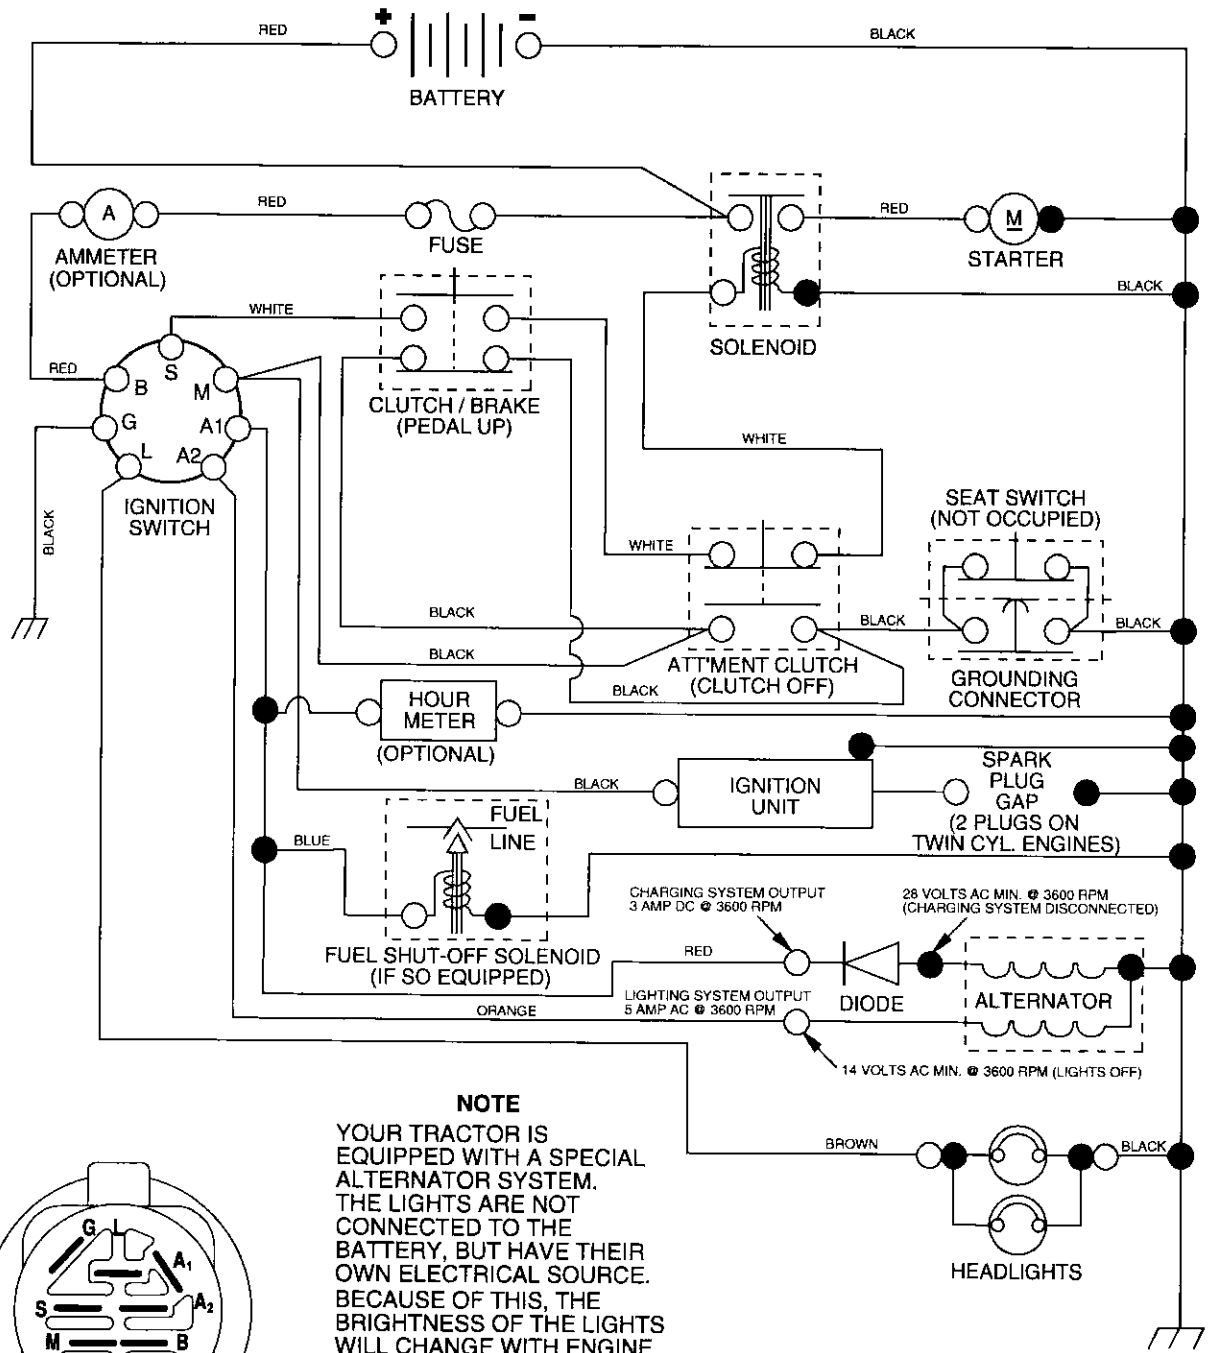 + -
RED
BLACK
BATTERY
A
RED
AMMETER
(OPTIONAL)
FUSE
RED
M
STARTER
BLACK
SOLENOID
WHITE
RED
S
B
M
G
A1
L
A2
IGNITION
SWITCH
BLACK
CLUTCH / BRAKE
(PEDAL UP)
WHITE
SEAT SWITCH
(NOT OCCUPIED)
WHITE
BLACK
BLACK
BLACK
BLACK
ATT'MENT CLUTCH
(CLUTCH OFF)
BLACK
GROUNDING
CONNECTOR
HOUR
METER
(OPTIONAL)
BLACK
IGNITION
UNIT
SPARK
PLUG
GAP
(2 PLUGS ON
TWIN CYL. ENGINES)
BLUE
FUEL
LINE
FUEL SHUT-OFF SOLENOID
(IF SO EQUIPPED)
CHARGING SYSTEM OUTPUT
3 AMP DC @ 3600 RPM
28 VOLTS AC MIN. @ 3600 RPM
(CHARGING SYSTEM DISCONNECTED)
RED
DIODE
ALTERNATOR
ORANGE
LIGHTING SYSTEM OUTPUT
5 AMP AC @ 3600 RPM
14 VOLTS AC MIN. @ 3600 RPM (LIGHTS OFF)
BROWN
BLACK
HEADLIGHTS
NOTE
YOUR TRACTOR IS
EQUIPPED WITH A SPECIAL
ALTERNATOR SYSTEM.
THE LIGHTS ARE NOT
CONNECTED TO THE
BATTERY, BUT HAVE THEIR
OWN ELECTRICAL SOURCE.
BECAUSE OF THIS, THE
BRIGHTNESS OF THE LIGHTS
WILL CHANGE WITH ENGINE
G L
A1
S
A2
M
B